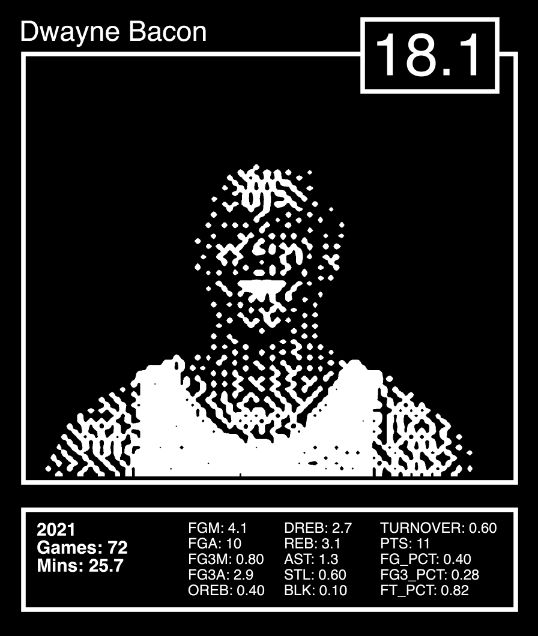 Dwayne Bacon
18.1
2021
Games: 72
Mins: 25.7
FGM: 4.1
FGA: 10
FG3M: 0.80
FG3A: 2.9
OREB: 0.40
DREB: 2.7
REB: 3.1
AST: 1.3
STL: 0.60
BLK: 0.10
TURNOVER: 0.60
PTS: 11
FG_PCT: 0.40
FG3_PCT: 0.28
FT_PCT: 0.82